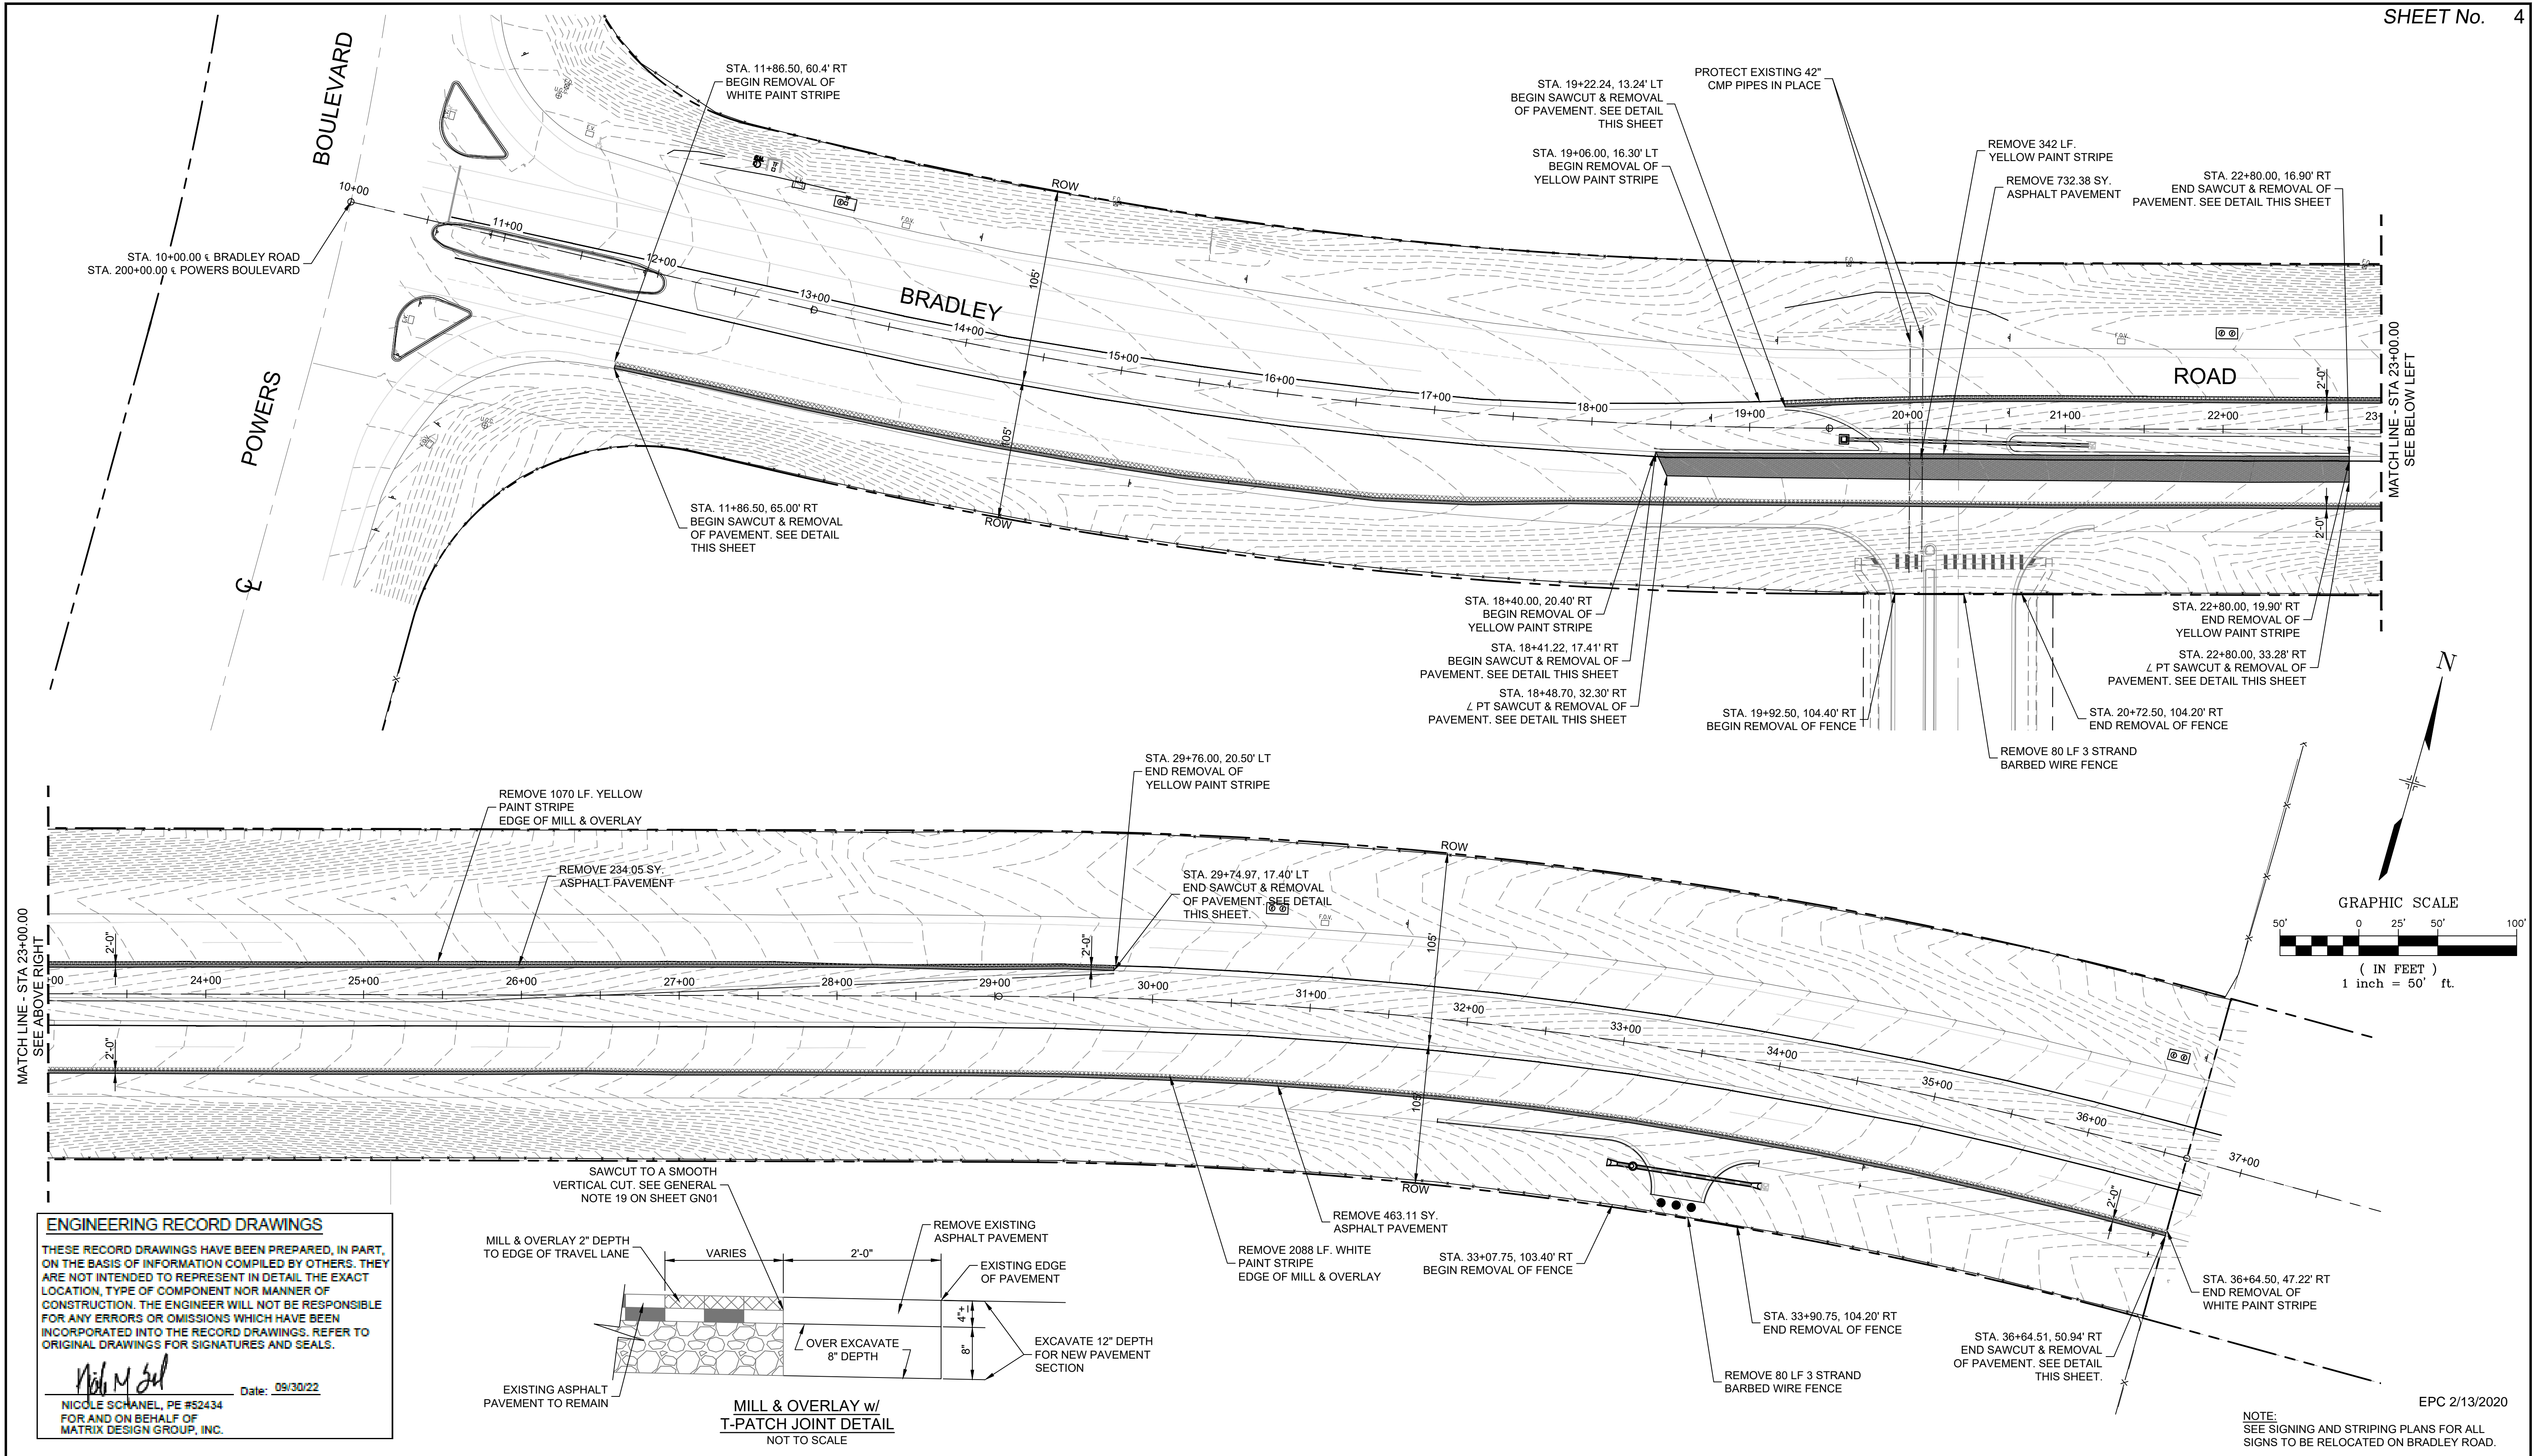 SHEET No. 4
BOULEVARD
POWERS
BRADLEY
ROAD
10+00
11+00
12+00
13+00
14+00
15+00
16+00
17+00
18+00
19+00
20+00
21+00
22+00
23+
STA. 10+00.00 ℄ BRADLEY ROAD
STA. 200+00.00 ℄ POWERS BOULEVARD
STA. 11+86.50, 60.4' RT
BEGIN REMOVAL OF
WHITE PAINT STRIPE
STA. 11+86.50, 65.00' RT
BEGIN SAWCUT & REMOVAL
OF PAVEMENT. SEE DETAIL
THIS SHEET
ROW
105'
105'
ROW
℄
STA. 19+22.24, 13.24' LT
BEGIN SAWCUT & REMOVAL
OF PAVEMENT. SEE DETAIL
THIS SHEET
STA. 19+06.00, 16.30' LT
BEGIN REMOVAL OF
YELLOW PAINT STRIPE
PROTECT EXISTING 42"
CMP PIPES IN PLACE
REMOVE 342 LF.
YELLOW PAINT STRIPE
REMOVE 732.38 SY.
ASPHALT PAVEMENT
STA. 22+80.00, 16.90' RT
END SAWCUT & REMOVAL OF
PAVEMENT. SEE DETAIL THIS SHEET
F.O.V.
F.O.V.
2'-0"
2'-0"
MATCH LINE - STA 23+00.00
SEE BELOW LEFT
STA. 18+40.00, 20.40' RT
BEGIN REMOVAL OF
YELLOW PAINT STRIPE
STA. 18+41.22, 17.41' RT
BEGIN SAWCUT & REMOVAL OF
PAVEMENT. SEE DETAIL THIS SHEET
STA. 18+48.70, 32.30' RT
∠ PT SAWCUT & REMOVAL OF
PAVEMENT. SEE DETAIL THIS SHEET
STA. 19+92.50, 104.40' RT
BEGIN REMOVAL OF FENCE
STA. 22+80.00, 19.90' RT
END REMOVAL OF
YELLOW PAINT STRIPE
STA. 22+80.00, 33.28' RT
∠ PT SAWCUT & REMOVAL OF
PAVEMENT. SEE DETAIL THIS SHEET
STA. 20+72.50, 104.20' RT
END REMOVAL OF FENCE
REMOVE 80 LF 3 STRAND
BARBED WIRE FENCE
N
GRAPHIC SCALE
50' 0 25' 50' 100'
( IN FEET )
1 inch = 50' ft.
MATCH LINE - STA 23+00.00
SEE ABOVE RIGHT
REMOVE 1070 LF. YELLOW
PAINT STRIPE
EDGE OF MILL & OVERLAY
REMOVE 234.05 SY.
ASPHALT PAVEMENT
STA. 29+76.00, 20.50' LT
END REMOVAL OF
YELLOW PAINT STRIPE
STA. 29+74.97, 17.40' LT
END SAWCUT & REMOVAL
OF PAVEMENT. SEE DETAIL
THIS SHEET.
F.O.V.
2'-0"
2'-0"
2'-0"
:00
24+00
25+00
26+00
27+00
28+00
29+00
30+00
31+00
32+00
33+00
34+00
35+00
36+00
37+00
ROW
105'
105'
ROW
2'-0"
REMOVE 463.11 SY.
ASPHALT PAVEMENT
REMOVE 2088 LF. WHITE
PAINT STRIPE
EDGE OF MILL & OVERLAY
STA. 33+07.75, 103.40' RT
BEGIN REMOVAL OF FENCE
STA. 33+90.75, 104.20' RT
END REMOVAL OF FENCE
REMOVE 80 LF 3 STRAND
BARBED WIRE FENCE
STA. 36+64.50, 47.22' RT
END REMOVAL OF
WHITE PAINT STRIPE
STA. 36+64.51, 50.94' RT
END SAWCUT & REMOVAL
OF PAVEMENT. SEE DETAIL
THIS SHEET.
SAWCUT TO A SMOOTH
VERTICAL CUT. SEE GENERAL
NOTE 19 ON SHEET GN01
MILL & OVERLAY 2" DEPTH
TO EDGE OF TRAVEL LANE
VARIES
2'-0"
REMOVE EXISTING
ASPHALT PAVEMENT
EXISTING EDGE
OF PAVEMENT
4"±
8"
OVER EXCAVATE
8" DEPTH
EXCAVATE 12" DEPTH
FOR NEW PAVEMENT
SECTION
EXISTING ASPHALT
PAVEMENT TO REMAIN
MILL & OVERLAY w/
T-PATCH JOINT DETAIL
NOT TO SCALE
ENGINEERING RECORD DRAWINGS
THESE RECORD DRAWINGS HAVE BEEN PREPARED, IN PART,
ON THE BASIS OF INFORMATION COMPILED BY OTHERS. THEY
ARE NOT INTENDED TO REPRESENT IN DETAIL THE EXACT
LOCATION, TYPE OF COMPONENT NOR MANNER OF
CONSTRUCTION. THE ENGINEER WILL NOT BE RESPONSIBLE
FOR ANY ERRORS OR OMISSIONS WHICH HAVE BEEN
INCORPORATED INTO THE RECORD DRAWINGS. REFER TO
ORIGINAL DRAWINGS FOR SIGNATURES AND SEALS.
Date: 09/30/22
NICOLE SCHANEL, PE #52434
FOR AND ON BEHALF OF
MATRIX DESIGN GROUP, INC.
EPC 2/13/2020
NOTE:
SEE SIGNING AND STRIPING PLANS FOR ALL
SIGNS TO BE RELOCATED ON BRADLEY ROAD.